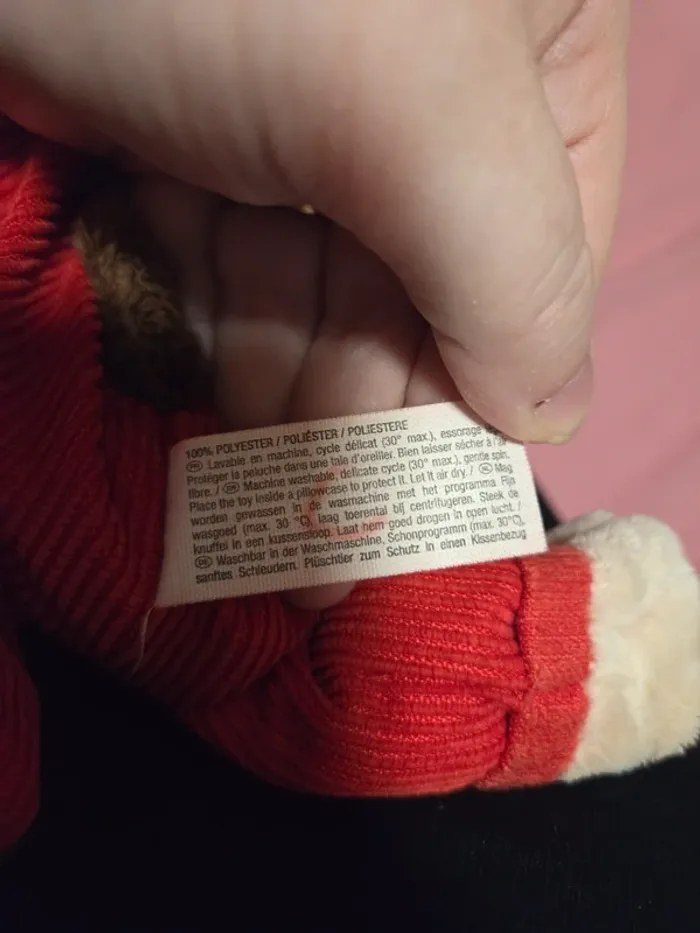 100% POLYESTER / POLIÉSTER / POLIESTERE
FR Lavable en machine, cycle délicat (30° max.), essorage
Protéger la peluche dans une taie d'oreiller. Bien laisser sécher à l'air
libre. / EN Machine washable, delicate cycle (30° max.), gentle spin.
Place the toy inside a pillowcase to protect it. Let it air dry. / NL Mag
worden gewassen in de wasmachine met het programma Fijn
wasgoed (max. 30 °C), laag toerental bij centrifugeren. Steek de
knuffel in een kussensloop. Laat hem goed drogen in open lucht. /
DE Waschbar in der Waschmaschine, Schonprogramm (max. 30°C),
sanftes Schleudern. Plüschtier zum Schutz in einen Kissenbezug